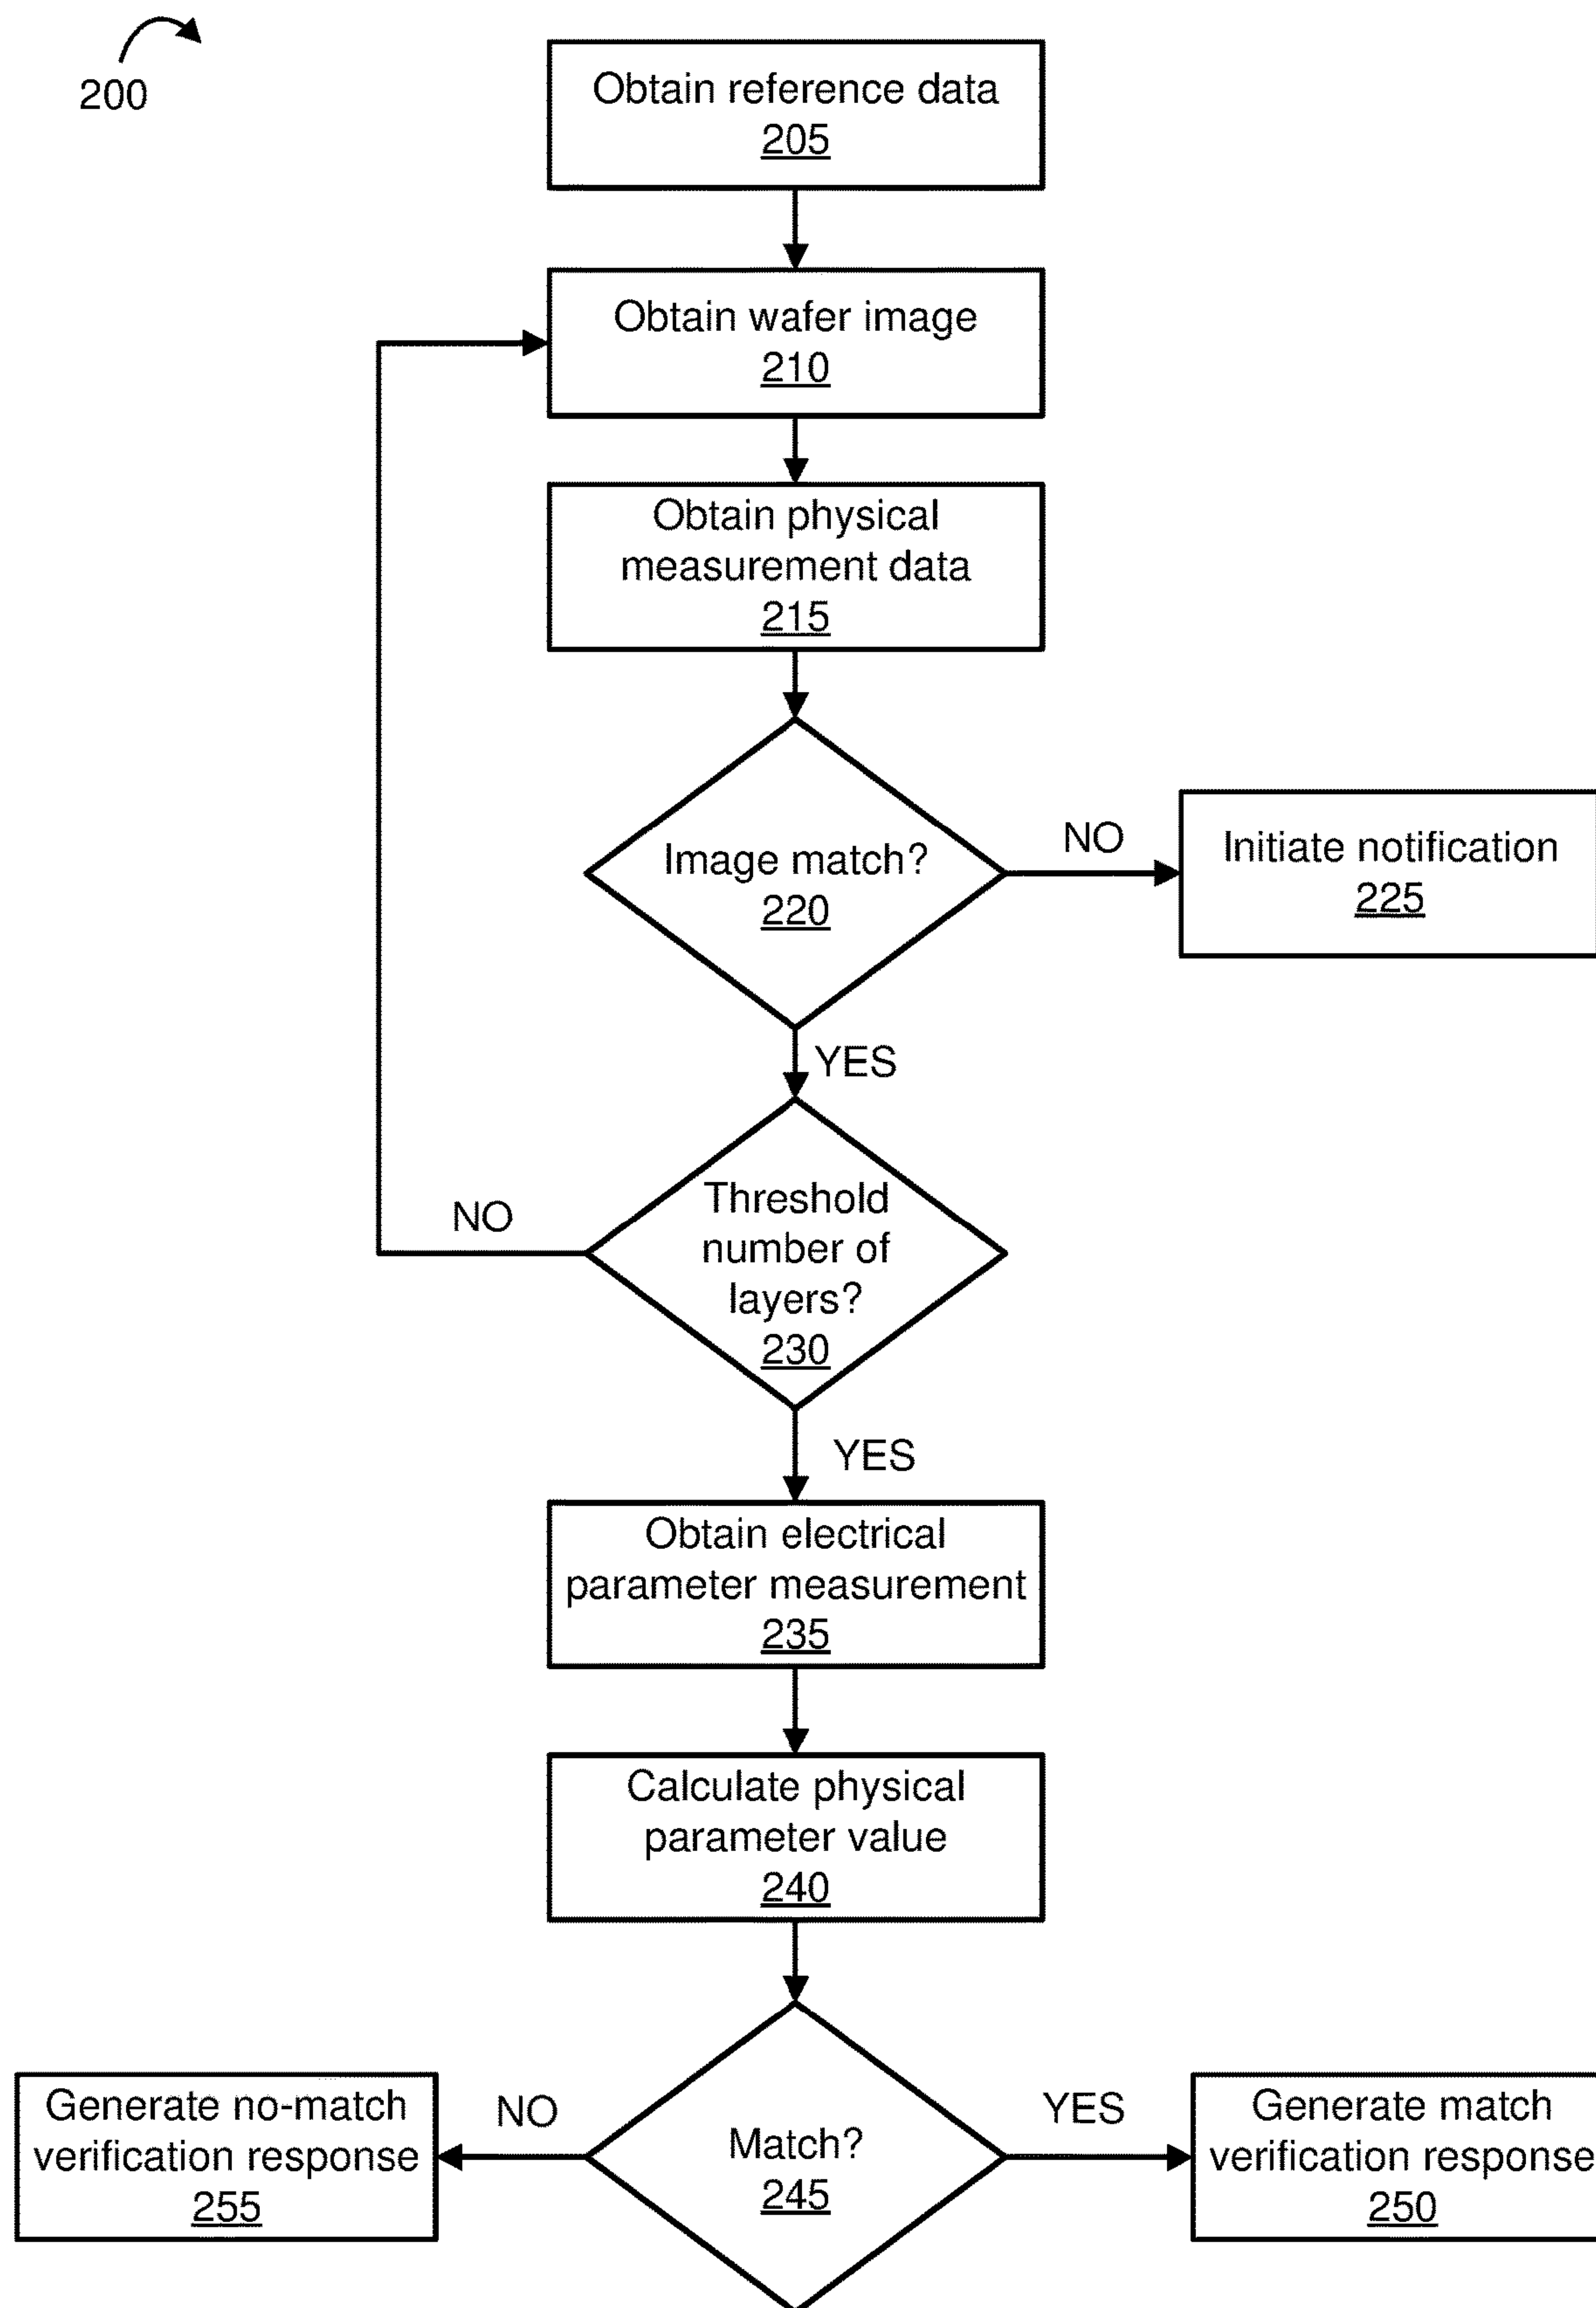 200
Obtain reference data
205
Obtain wafer image
210
Obtain physical
measurement data
215
Image match?
220
NO
Initiate notification
225
YES
Threshold
number of
layers?
230
NO
YES
Obtain electrical
parameter measurement
235
Calculate physical
parameter value
240
Match?
245
NO
Generate no-match
verification response
255
YES
Generate match
verification response
250